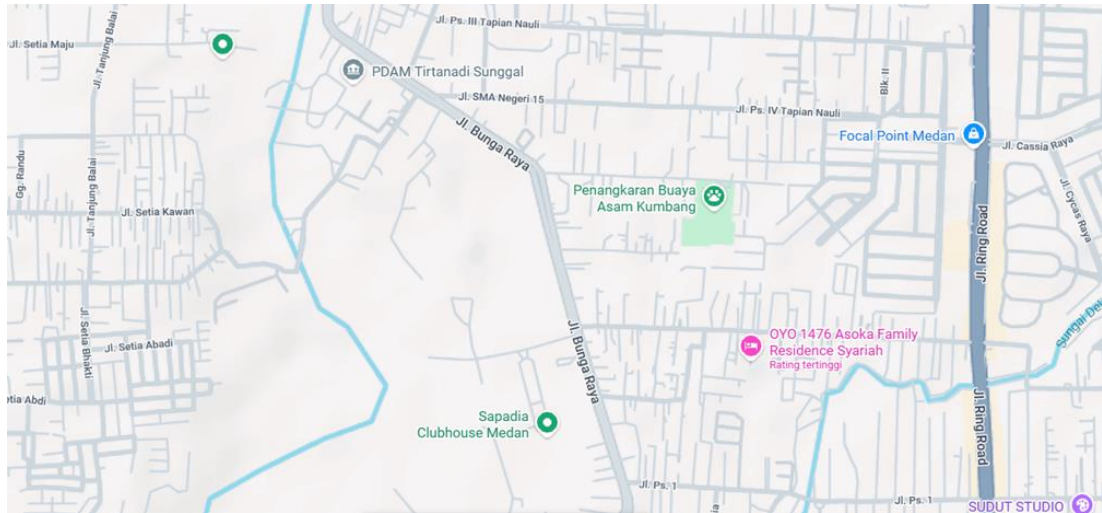 Jl. Ps. III Tapian Nauli
Jl. Setia Maju
Jl. Tanjung Balai
PDAM Tirtanadi Sunggal
Blk. II
Jl. SMA Negeri 15
Jl. Ps. IV Tapian Nauli
Jl. Bunga Raya
Focal Point Medan
Jl. Cassia Raya
Gg. Randu
Jl. Tanjung Balai
Penangkaran Buaya
Asam Kumbang
Jl. Cycas Raya
Jl. Setia Kawan
Jl. Ring Road
Jl. Setia Bhakti
Jl. Bunga Raya
Jl. Setia Abadi
OYO 1476 Asoka Family
Residence Syariah
Rating tertinggi
Sungai Del
etia Abdi
Sapadia
Clubhouse Medan
Jl. Ring Road
Jl. Ps. 1
Jl. Ps. 1
SUDUT STUDIO